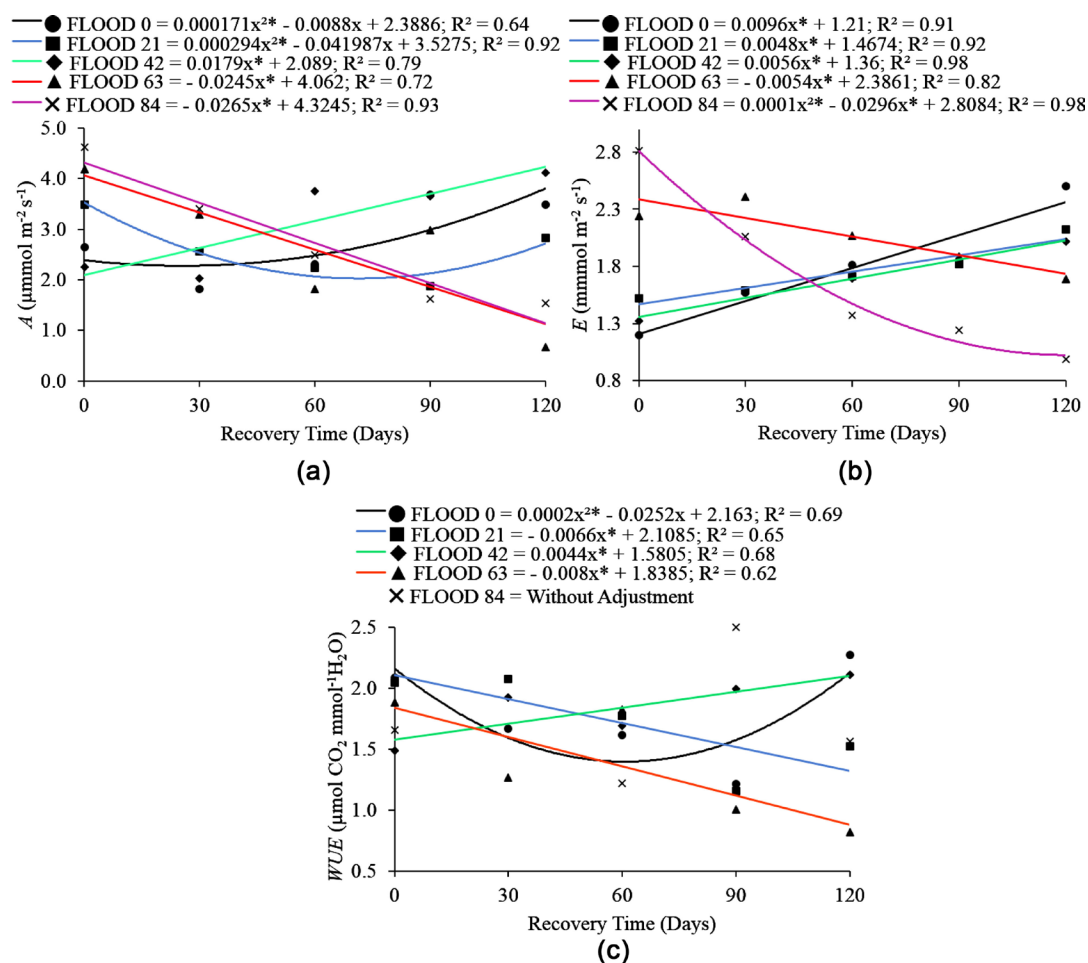 FLOOD 0 = 0.000171x²* - 0.0088x + 2.3886; R² = 0.64
FLOOD 21 = 0.000294x²* - 0.041987x + 3.5275; R² = 0.92
FLOOD 42 = 0.0179x* + 2.089; R² = 0.79
FLOOD 63 = - 0.0245x* + 4.062; R² = 0.72
FLOOD 84 = - 0.0265x* + 4.3245; R² = 0.93
5.0
4.0
3.0
2.0
1.0
0.0
A (µmmol m⁻² s⁻¹)
0 30 60 90 120
Recovery Time (Days)
(a)
FLOOD 0 = 0.0096x* + 1.21; R² = 0.91
FLOOD 21 = 0.0048x* + 1.4674; R² = 0.92
FLOOD 42 = 0.0056x* + 1.36; R² = 0.98
FLOOD 63 = - 0.0054x* + 2.3861; R² = 0.82
FLOOD 84 = 0.0001x²* - 0.0296x* + 2.8084; R² = 0.98
2.8
2.3
1.8
1.3
0.8
E (mmmol m⁻² s⁻¹)
0 30 60 90 120
Recovery Time (Days)
(b)
FLOOD 0 = 0.0002x²* - 0.0252x + 2.163; R² = 0.69
FLOOD 21 = - 0.0066x* + 2.1085; R² = 0.65
FLOOD 42 = 0.0044x* + 1.5805; R² = 0.68
FLOOD 63 = - 0.008x* + 1.8385; R² = 0.62
FLOOD 84 = Without Adjustment
2.5
2.0
1.5
1.0
0.5
WUE (µmol CO₂ mmol⁻¹H₂O)
0 30 60 90 120
Recovery Time (Days)
(c)